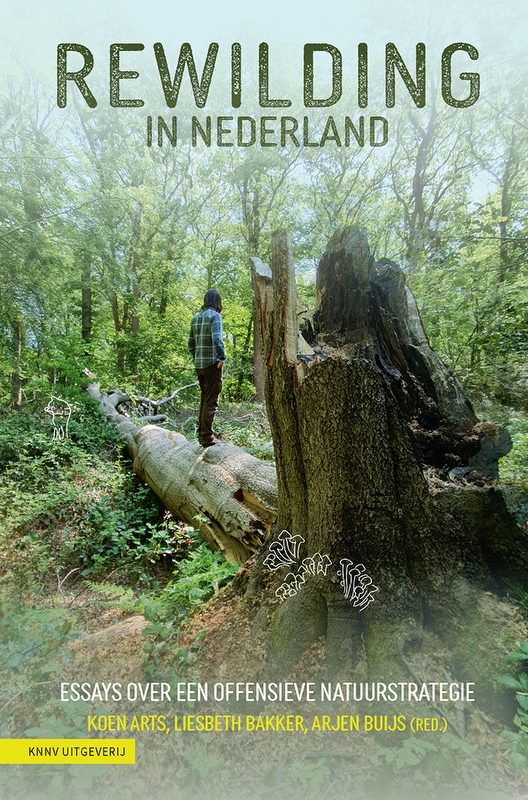 REWILDING
IN NEDERLAND
ESSAYS OVER EEN OFFENSIEVE NATUURSTRATEGIE
KOEN ARTS, LIESBETH BAKKER, ARJEN BUIJS (RED.)
KNNV UITGEVERIJ